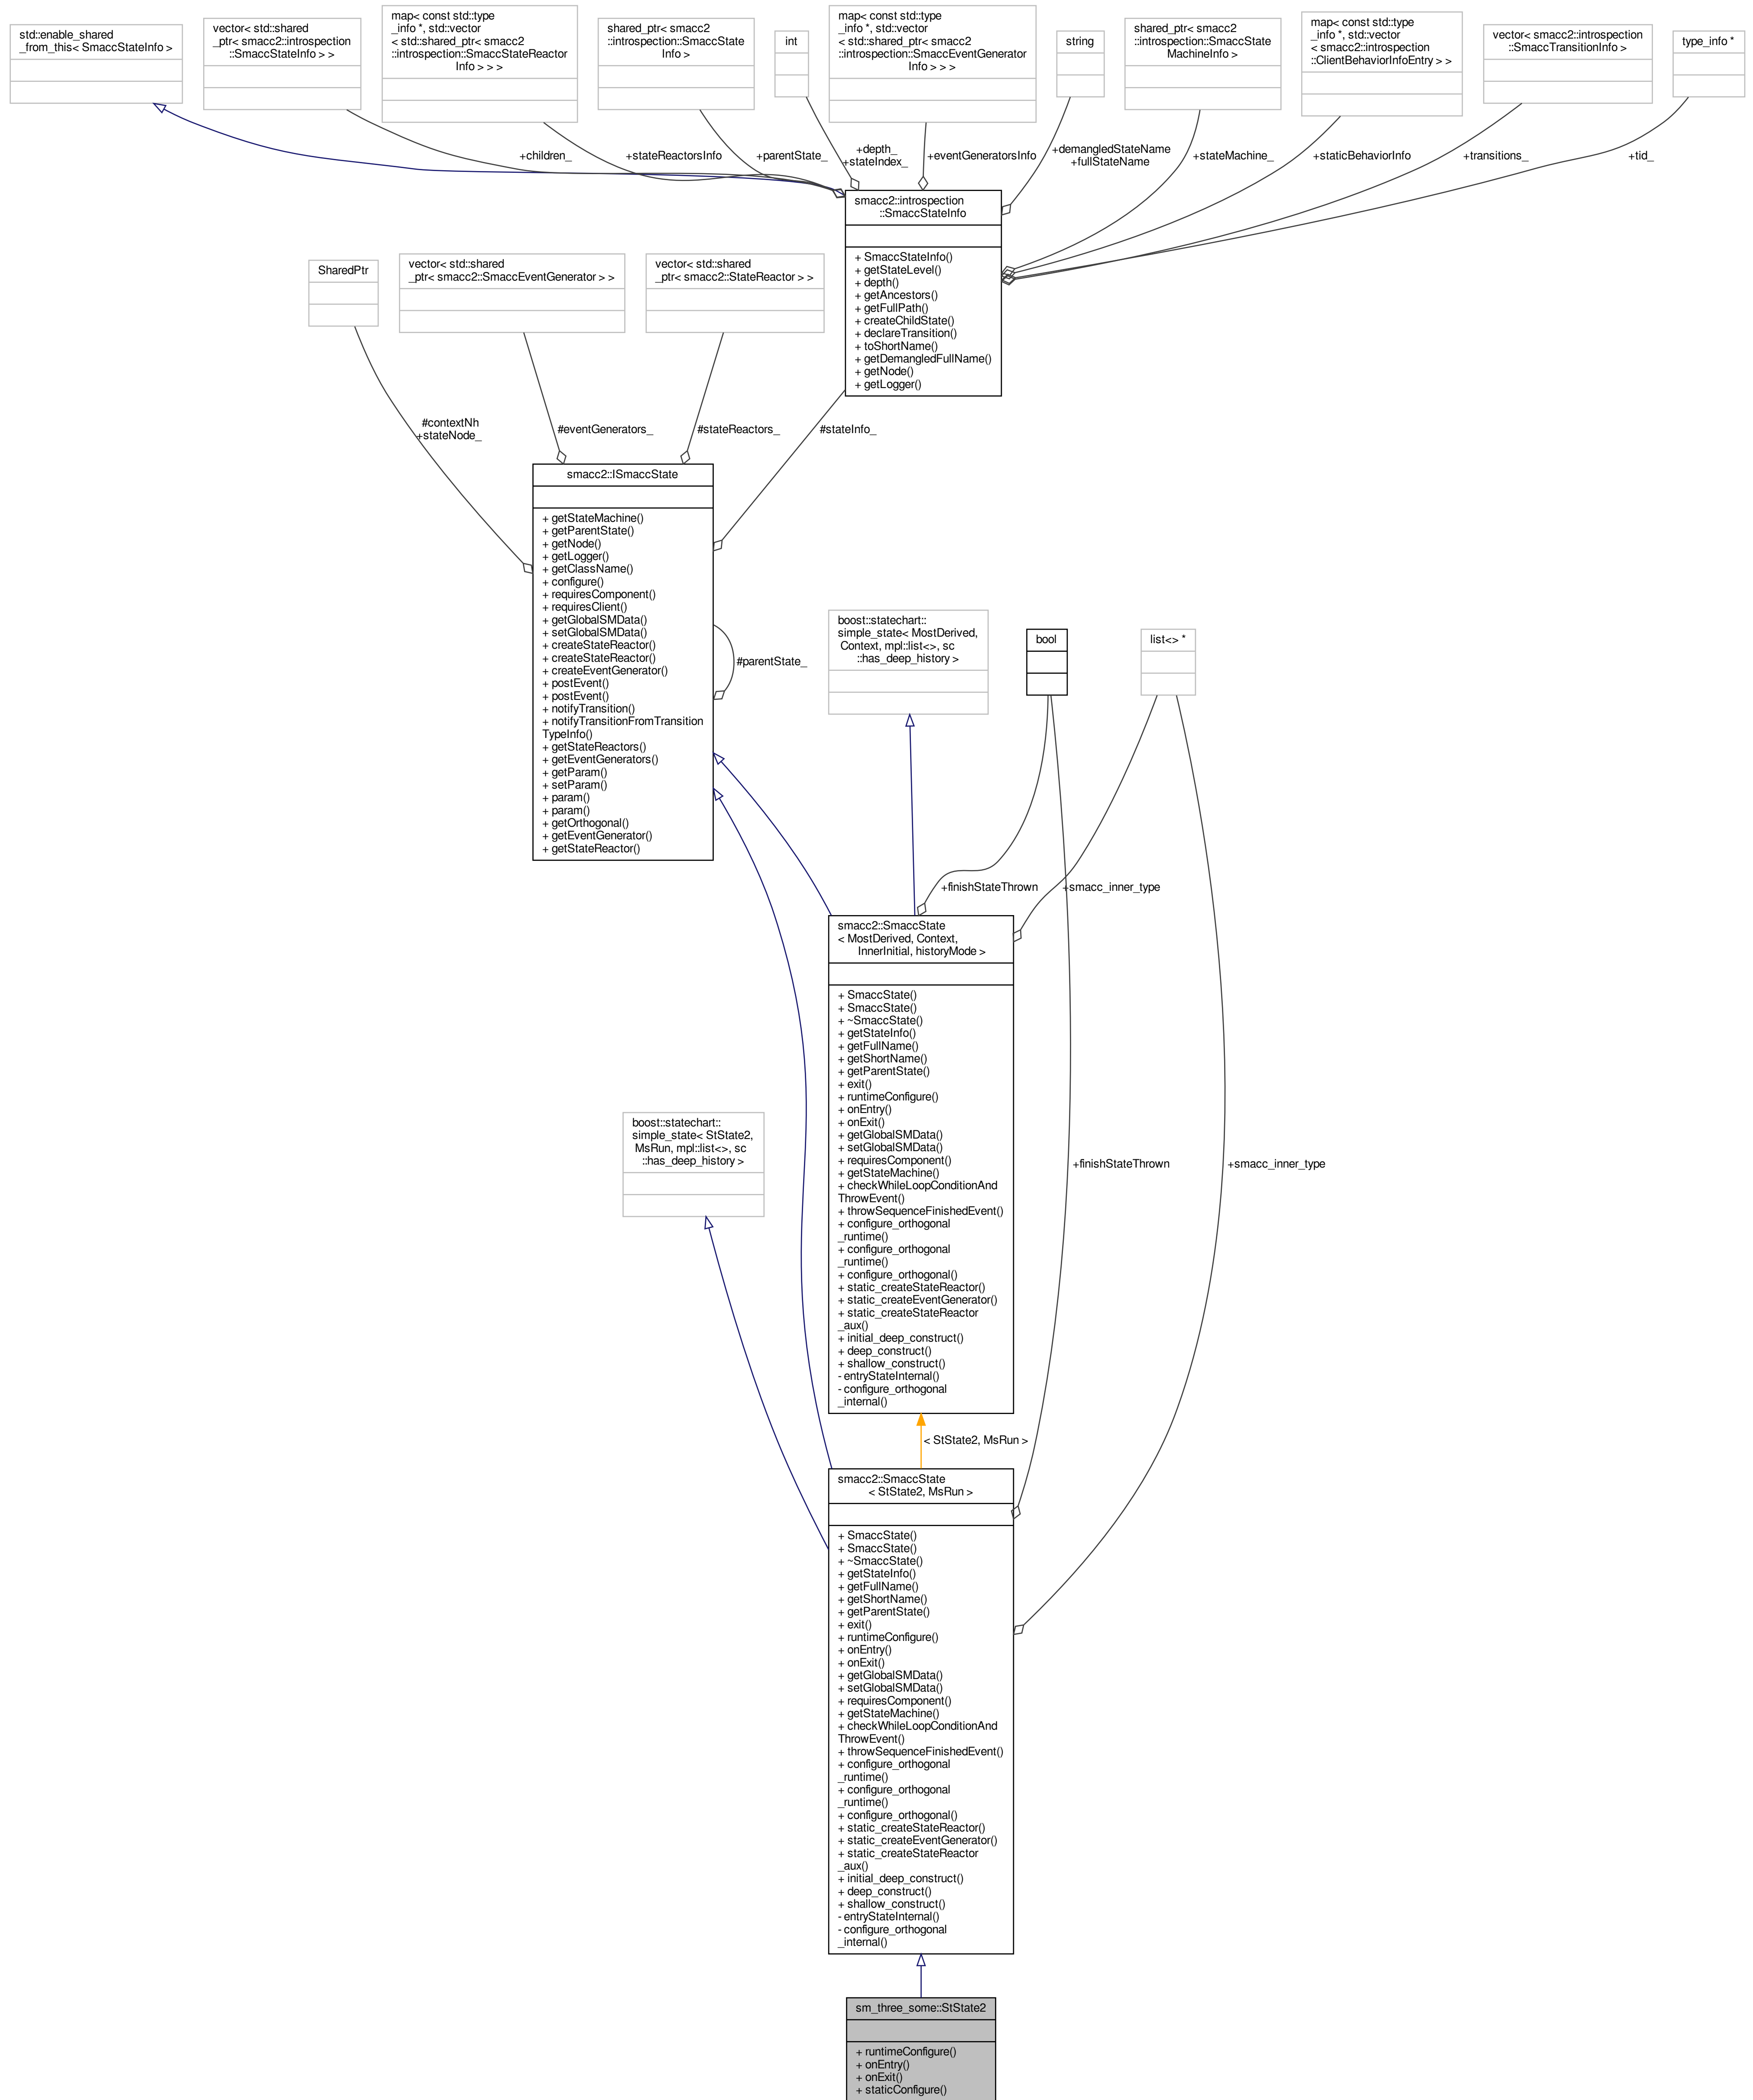 std::enable_shared
_from_this< SmaccStateInfo >
vector< std::shared
_ptr< smacc2::introspection
::SmaccStateInfo > >
map< const std::type
_info *, std::vector
< std::shared_ptr< smacc2
::introspection::SmaccStateReactor
Info > > >
shared_ptr< smacc2
::introspection::SmaccState
Info >
int
map< const std::type
_info *, std::vector
< std::shared_ptr< smacc2
::introspection::SmaccEventGenerator
Info > > >
string
shared_ptr< smacc2
::introspection::SmaccState
MachineInfo >
map< const std::type
_info *, std::vector
< smacc2::introspection
::ClientBehaviorInfoEntry > >
vector< smacc2::introspection
::SmaccTransitionInfo >
type_info *
+children_
+stateReactorsInfo
+parentState_
+depth_
+stateIndex_
+eventGeneratorsInfo
+demangledStateName
+fullStateName
+stateMachine_
+staticBehaviorInfo
+transitions_
+tid_
smacc2::introspection
::SmaccStateInfo
+ SmaccStateInfo()
+ getStateLevel()
+ depth()
+ getAncestors()
+ getFullPath()
+ createChildState()
+ declareTransition()
+ toShortName()
+ getDemangledFullName()
+ getNode()
+ getLogger()
SharedPtr
vector< std::shared
_ptr< smacc2::SmaccEventGenerator > >
vector< std::shared
_ptr< smacc2::StateReactor > >
#contextNh
+stateNode_
#eventGenerators_
#stateReactors_
#stateInfo_
smacc2::ISmaccState
+ getStateMachine()
+ getParentState()
+ getNode()
+ getLogger()
+ getClassName()
+ configure()
+ requiresComponent()
+ requiresClient()
+ getGlobalSMData()
+ setGlobalSMData()
+ createStateReactor()
+ createStateReactor()
+ createEventGenerator()
+ postEvent()
+ postEvent()
+ notifyTransition()
+ notifyTransitionFromTransition
TypeInfo()
+ getStateReactors()
+ getEventGenerators()
+ getParam()
+ setParam()
+ param()
+ param()
+ getOrthogonal()
+ getEventGenerator()
+ getStateReactor()
#parentState_
boost::statechart::
simple_state< MostDerived,
Context, mpl::list<>, sc
::has_deep_history >
bool
list<> *
+finishStateThrown
+smacc_inner_type
smacc2::SmaccState
< MostDerived, Context,
InnerInitial, historyMode >
+ SmaccState()
+ SmaccState()
+ ~SmaccState()
+ getStateInfo()
+ getFullName()
+ getShortName()
+ getParentState()
+ exit()
+ runtimeConfigure()
+ onEntry()
+ onExit()
+ getGlobalSMData()
+ setGlobalSMData()
+ requiresComponent()
+ getStateMachine()
+ checkWhileLoopConditionAnd
ThrowEvent()
+ throwSequenceFinishedEvent()
+ configure_orthogonal
_runtime()
+ configure_orthogonal
_runtime()
+ configure_orthogonal()
+ static_createStateReactor()
+ static_createEventGenerator()
+ static_createStateReactor
_aux()
+ initial_deep_construct()
+ deep_construct()
+ shallow_construct()
- entryStateInternal()
- configure_orthogonal
_internal()
boost::statechart::
simple_state< StState2,
MsRun, mpl::list<>, sc
::has_deep_history >
+finishStateThrown
+smacc_inner_type
< StState2, MsRun >
smacc2::SmaccState
< StState2, MsRun >
+ SmaccState()
+ SmaccState()
+ ~SmaccState()
+ getStateInfo()
+ getFullName()
+ getShortName()
+ getParentState()
+ exit()
+ runtimeConfigure()
+ onEntry()
+ onExit()
+ getGlobalSMData()
+ setGlobalSMData()
+ requiresComponent()
+ getStateMachine()
+ checkWhileLoopConditionAnd
ThrowEvent()
+ throwSequenceFinishedEvent()
+ configure_orthogonal
_runtime()
+ configure_orthogonal
_runtime()
+ configure_orthogonal()
+ static_createStateReactor()
+ static_createEventGenerator()
+ static_createStateReactor
_aux()
+ initial_deep_construct()
+ deep_construct()
+ shallow_construct()
- entryStateInternal()
- configure_orthogonal
_internal()
sm_three_some::StState2
+ runtimeConfigure()
+ onEntry()
+ onExit()
+ staticConfigure()